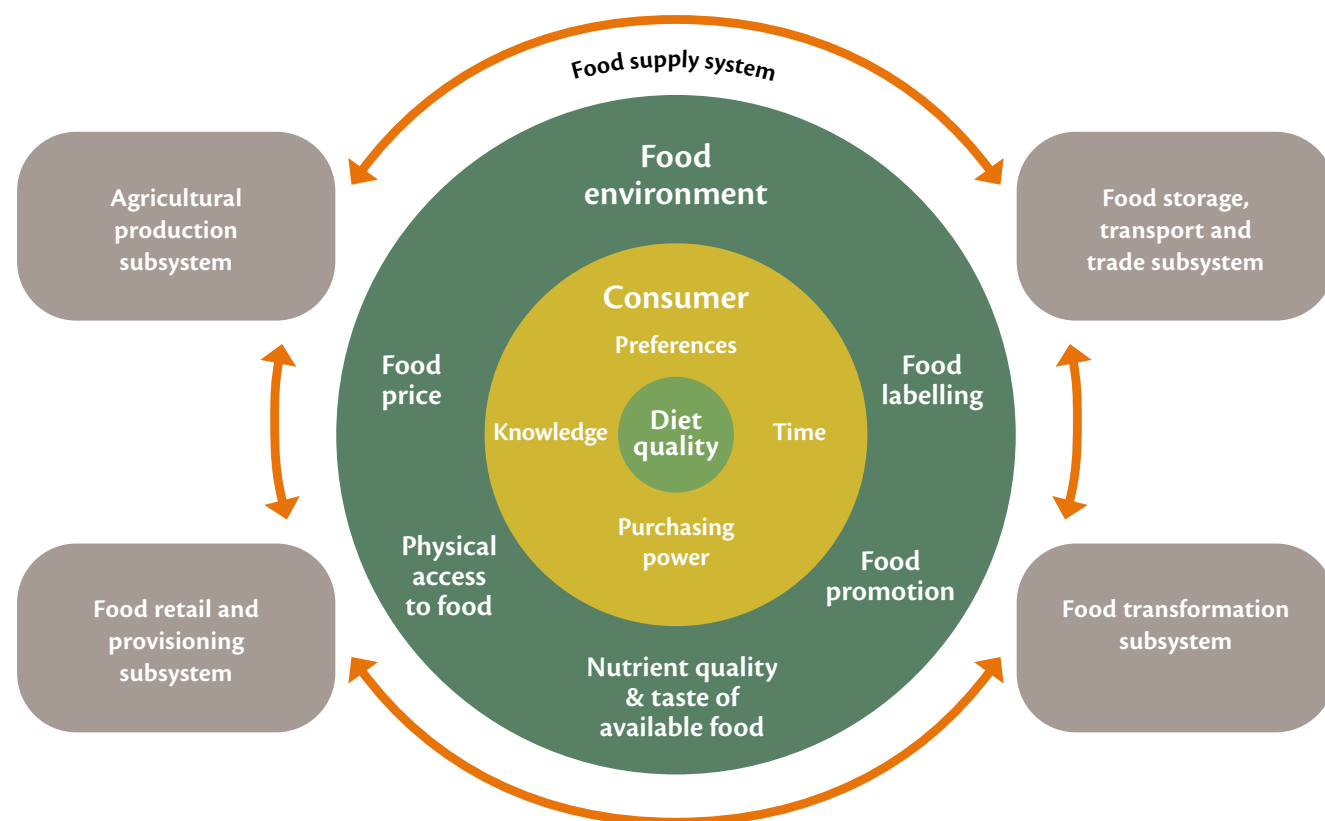 Food supply system
Food
environment
Agricultural
production
subsystem
Food storage,
transport and
trade subsystem
Consumer
Preferences
Food
price
Food
labelling
Knowledge
Diet
quality
Time
Purchasing
power
Physical
access
to food
Food
promotion
Food retail and
provisioning
subsystem
Food transformation
subsystem
Nutrient quality
& taste of
available food